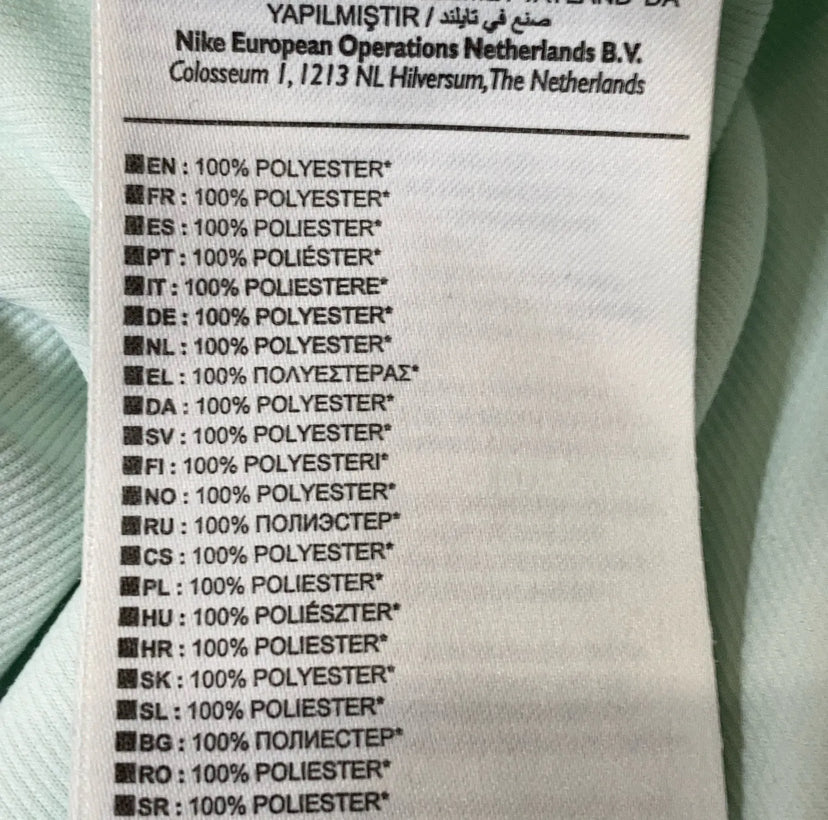 YAPILMIŞTIR / صنع في تايلند
Nike European Operations Netherlands B.V.
Colosseum 1, 1213 NL Hilversum, The Netherlands
EN : 100% POLYESTER*
FR : 100% POLYESTER*
ES : 100% POLIESTER*
PT : 100% POLIÉSTER*
IT : 100% POLIESTERE*
DE : 100% POLYESTER*
NL : 100% POLYESTER*
EL : 100% ΠΟΛΥΕΣΤΕΡΑΣ*
DA : 100% POLYESTER*
SV : 100% POLYESTER*
FI : 100% POLYESTERI*
NO : 100% POLYESTER*
RU : 100% ПОЛИЭСТЕР*
CS : 100% POLYESTER*
PL : 100% POLIESTER*
HU : 100% POLIÉSZTER*
HR : 100% POLIESTER*
SK : 100% POLYESTER*
SL : 100% POLIESTER*
BG : 100% ПОЛИЕСТЕР*
RO : 100% POLIESTER*
SR : 100% POLIESTER*